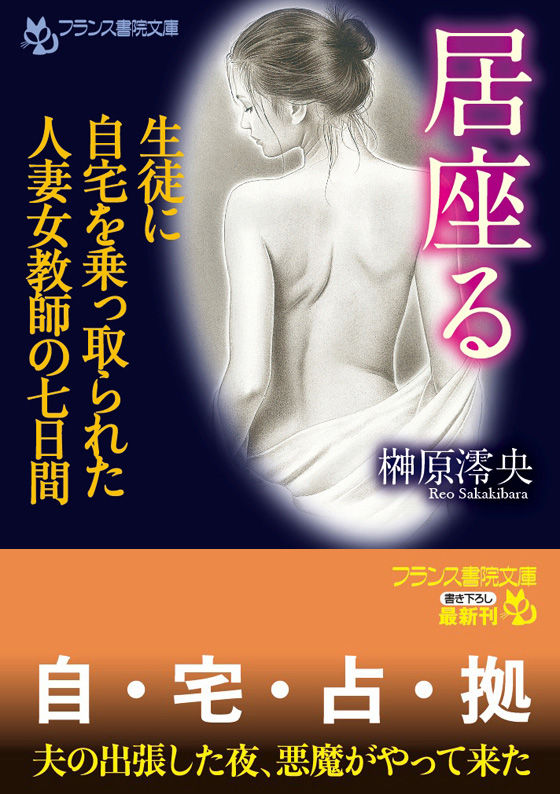 フランス書院文庫
居座る
生徒に
自宅を乗っ取られた
人妻女教師の七日間
榊原澪央
Reo Sakakibara
フランス書院文庫
書き下ろし
最新刊
自・宅・占・拠
夫の出張した夜、悪魔がやって来た